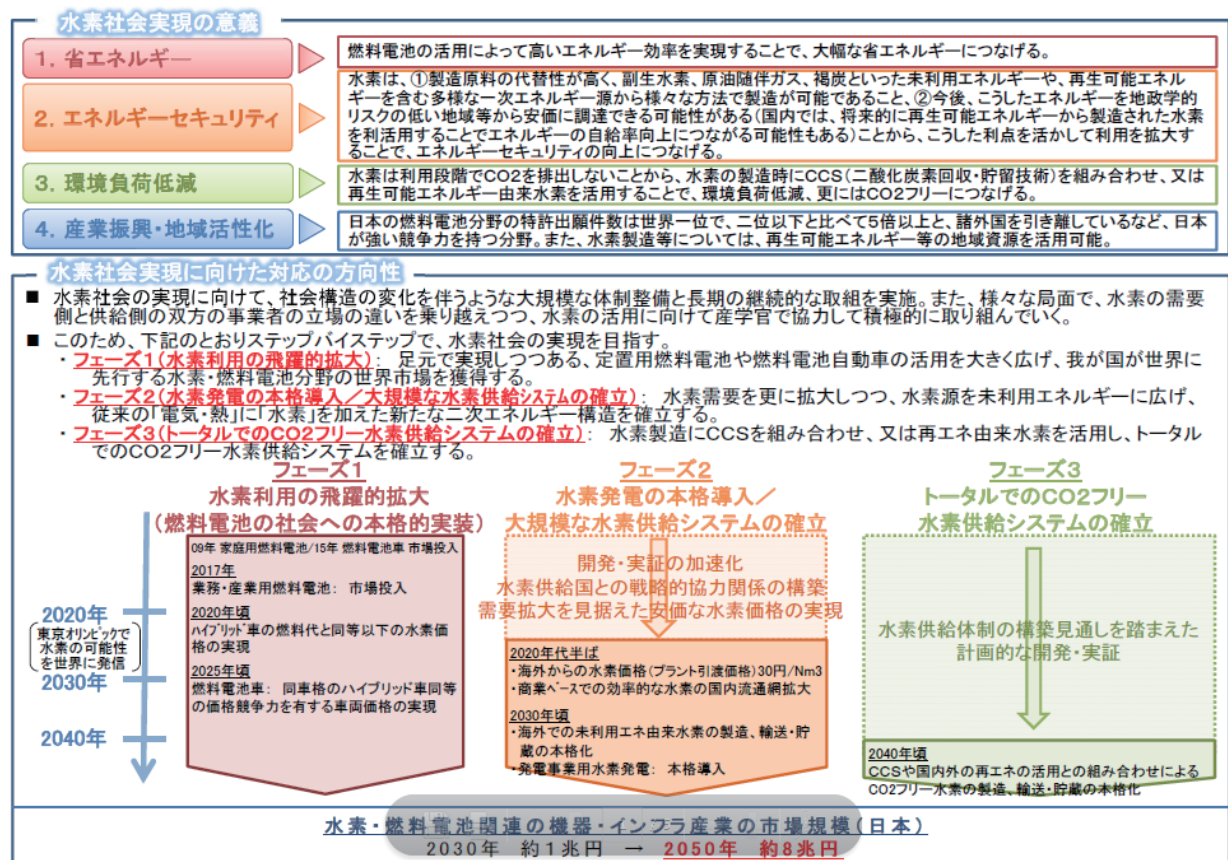 水素社会実現の意義
1. 省エネルギー
燃料電池の活用によって高いエネルギー効率を実現することで、大幅な省エネルギーにつなげる。
2. エネルギーセキュリティ
水素は、①製造原料の代替性が高く、副生水素、原油随伴ガス、褐炭といった未利用エネルギーや、再生可能エネル
ギーを含む多様な一次エネルギー源から様々な方法で製造が可能であること、②今後、こうしたエネルギーを地政学的
リスクの低い地域等から安価に調達できる可能性がある(国内では、将来的に再生可能エネルギーから製造された水素
を利活用することでエネルギーの自給率向上につながる可能性もある)ことから、こうした利点を活かして利用を拡大す
ることで、エネルギーセキュリティの向上につなげる。
3. 環境負荷低減
水素は利用段階でCO2を排出しないことから、水素の製造時にCCS(二酸化炭素回収・貯留技術)を組み合わせ、又は
再生可能エネルギー由来水素を活用することで、環境負荷低減、更にはCO2フリーにつなげる。
4. 産業振興・地域活性化
日本の燃料電池分野の特許出願件数は世界一位で、二位以下と比べて5倍以上と、諸外国を引き離しているなど、日本
が強い競争力を持つ分野。また、水素製造等については、再生可能エネルギー等の地域資源を活用可能。
水素社会実現に向けた対応の方向性
■ 水素社会の実現に向けて、社会構造の変化を伴うような大規模な体制整備と長期の継続的な取組を実施。また、様々な局面で、水素の需要
側と供給側の双方の事業者の立場の違いを乗り越えつつ、水素の活用に向けて産学官で協力して積極的に取り組んでいく。
■ このため、下記のとおりステップバイステップで、水素社会の実現を目指す。
・フェーズ1(水素利用の飛躍的拡大): 足元で実現しつつある、定置用燃料電池や燃料電池自動車の活用を大きく広げ、我が国が世界に
先行する水素・燃料電池分野の世界市場を獲得する。
・フェーズ2(水素発電の本格導入/大規模な水素供給システムの確立): 水素需要を更に拡大しつつ、水素源を未利用エネルギーに広げ、
従来の「電気・熱」に「水素」を加えた新たな二次エネルギー構造を確立する。
・フェーズ3(トータルでのCO2フリー水素供給システムの確立): 水素製造にCCSを組み合わせ、又は再エネ由来水素を活用し、トータル
でのCO2フリー水素供給システムを確立する。
フェーズ1
水素利用の飛躍的拡大
(燃料電池の社会への本格的実装)
09年 家庭用燃料電池/15年 燃料電池車 市場投入
2017年
業務・産業用燃料電池: 市場投入
2020年頃
ハイブリッド車の燃料代と同等以下の水素価
格の実現
2025年頃
燃料電池車: 同車格のハイブリッド車同等
の価格競争力を有する車両価格の実現
フェーズ2
水素発電の本格導入/
大規模な水素供給システムの確立
開発・実証の加速化
水素供給国との戦略的協力関係の構築
需要拡大を見据えた安価な水素価格の実現
2020年代半ば
・海外からの水素価格(プラント引渡価格)30円/Nm3
・商業ベースでの効率的な水素の国内流通網拡大
2030年頃
・海外での未利用エネ由来水素の製造、輸送・貯
蔵の本格化
・発電事業用水素発電: 本格導入
フェーズ3
トータルでのCO2フリー
水素供給システムの確立
水素供給体制の構築見通しを踏まえた
計画的な開発・実証
2040年頃
CCSや国内外の再エネの活用との組み合わせによる
CO2フリー水素の製造、輸送・貯蔵の本格化
2020年
東京オリンピックで
水素の可能性
を世界に発信
2030年
2040年
水素・燃料電池関連の機器・インフラ産業の市場規模(日本)
2030年 約1兆円 → 2050年 約8兆円